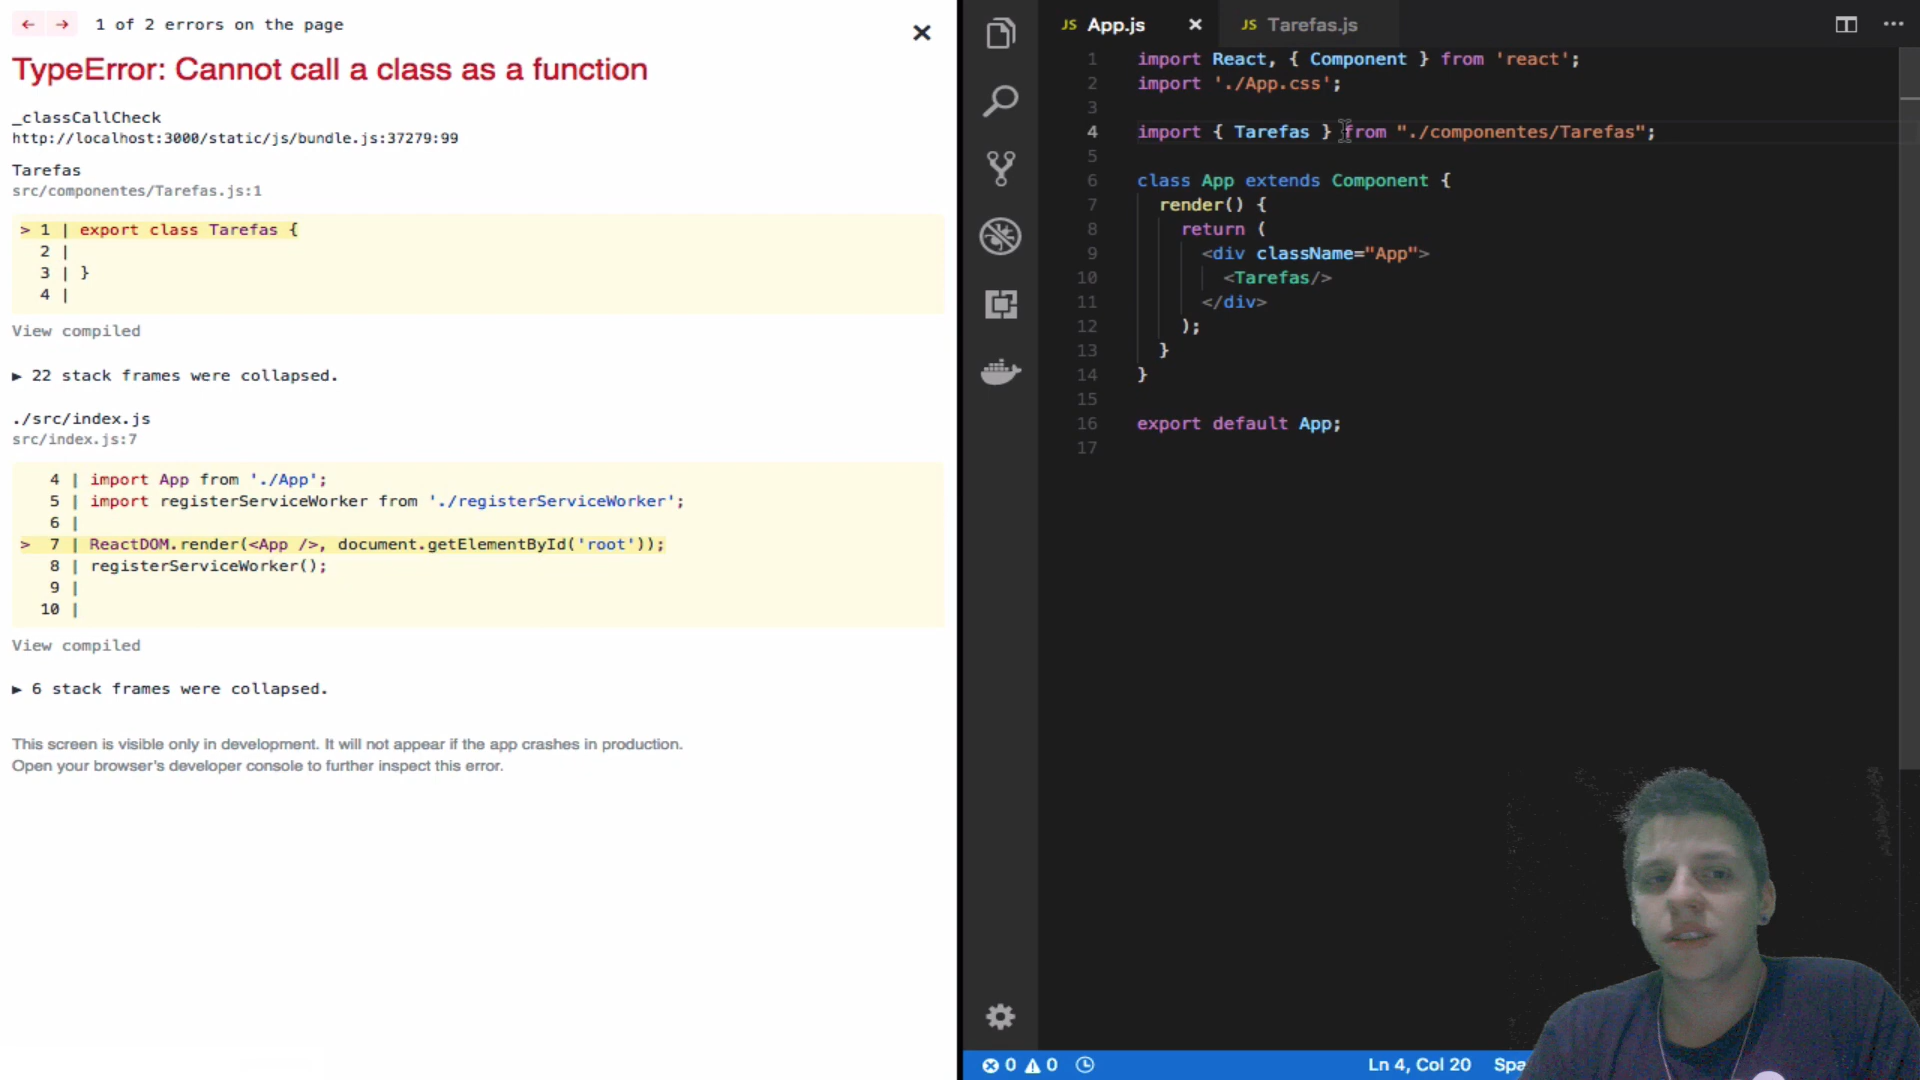 ← → 1 of 2 errors on the page ✕
TypeError: Cannot call a class as a function
_classCallCheck
http://localhost:3000/static/js/bundle.js:37279:99
Tarefas
src/componentes/Tarefas.js:1
> 1 | export class Tarefas {
2 |
3 | }
4 |
View compiled
▶ 22 stack frames were collapsed.
./src/index.js
src/index.js:7
4 | import App from './App';
5 | import registerServiceWorker from './registerServiceWorker';
6 |
> 7 | ReactDOM.render(<App />, document.getElementById('root'));
8 | registerServiceWorker();
9 |
10 |
View compiled
▶ 6 stack frames were collapsed.
This screen is visible only in development. It will not appear if the app crashes in production.
Open your browser's developer console to further inspect this error.
JS App.js ✕ JS Tarefas.js
1 import React, { Component } from 'react';
2 import './App.css';
3
4 import { Tarefas } from "./componentes/Tarefas";
5
6 class App extends Component {
7 render() {
8 return (
9 <div className="App">
10 <Tarefas/>
11 </div>
12 );
13 }
14 }
15
16 export default App;
17
0 0 Ln 4, Col 20 Spa